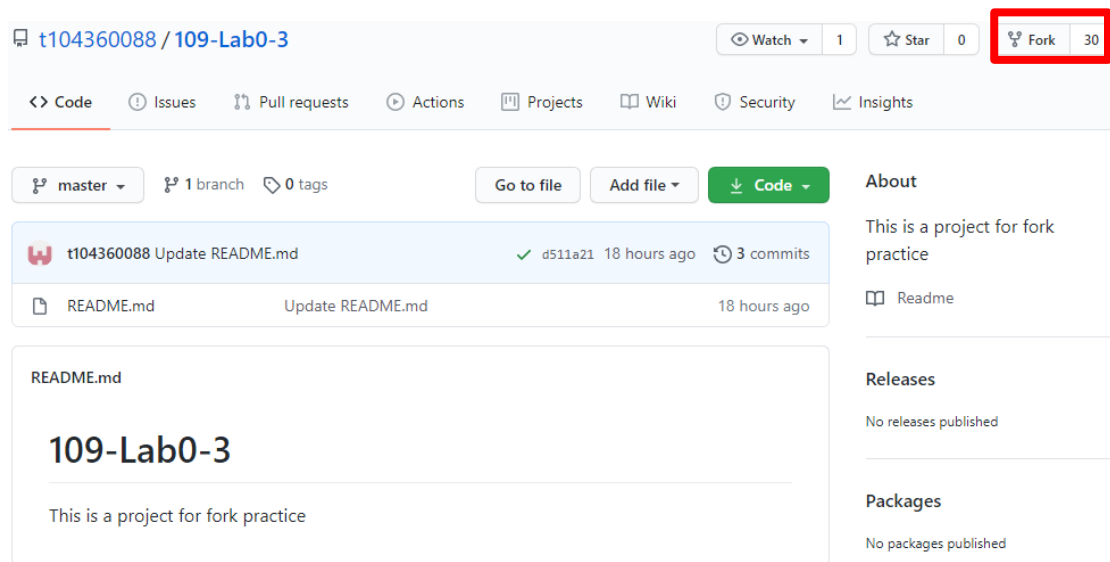 t104360088 / 109-Lab0-3
Watch 1 Star 0 Fork 30
<> Code Issues Pull requests Actions Projects Wiki Security Insights
master 1 branch 0 tags Go to file Add file Code
t104360088 Update README.md d511a21 18 hours ago 3 commits
README.md Update README.md 18 hours ago
README.md
109-Lab0-3
This is a project for fork practice
About
This is a project for fork
practice
Readme
Releases
No releases published
Packages
No packages published